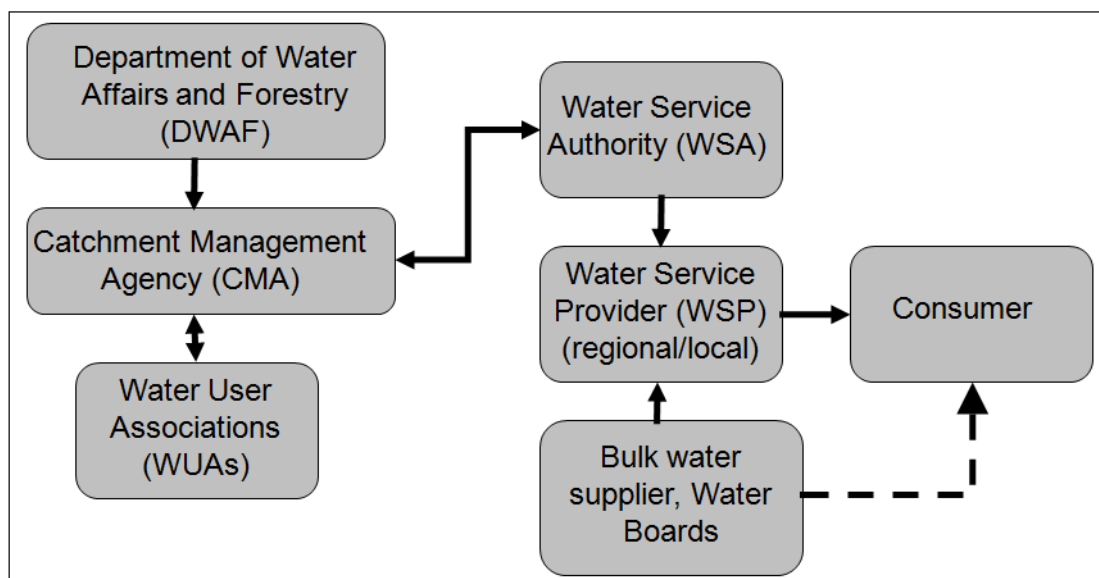 Department of Water
Affairs and Forestry
(DWAF)
Catchment Management
Agency (CMA)
Water User
Associations
(WUAs)
Water Service
Authority (WSA)
Water Service
Provider (WSP)
(regional/local)
Consumer
Bulk water
supplier, Water
Boards